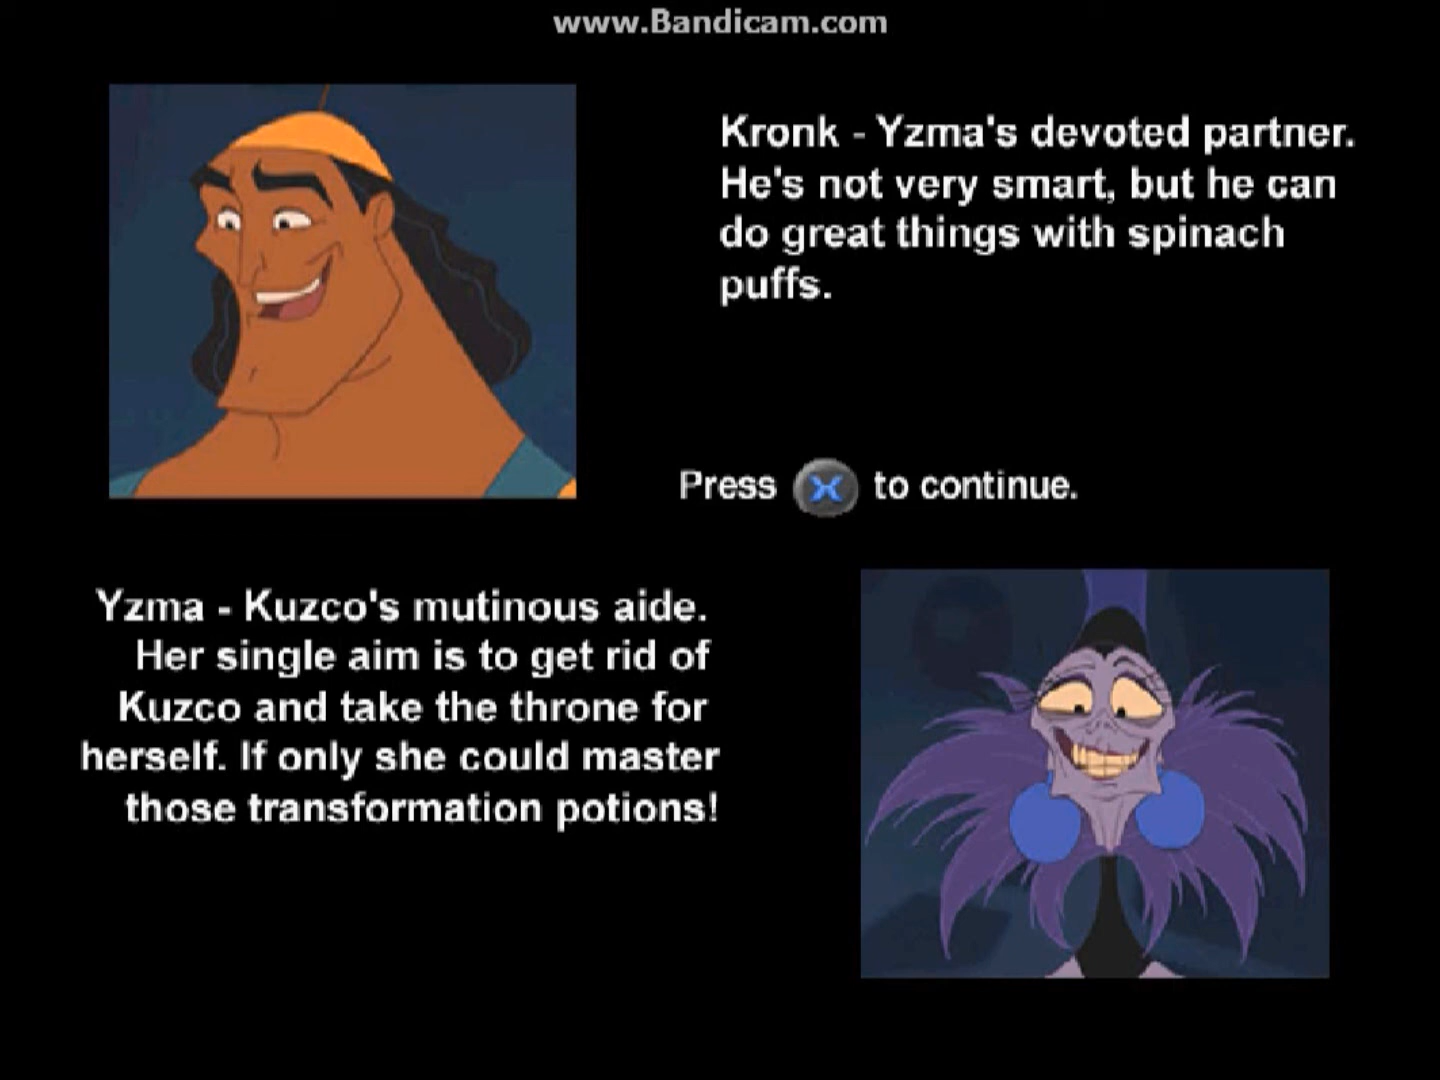 www.Bandicam.com
Kronk - Yzma's devoted partner.
He's not very smart, but he can
do great things with spinach
puffs.
Press X to continue.
Yzma - Kuzco's mutinous aide.
Her single aim is to get rid of
Kuzco and take the throne for
herself. If only she could master
those transformation potions!